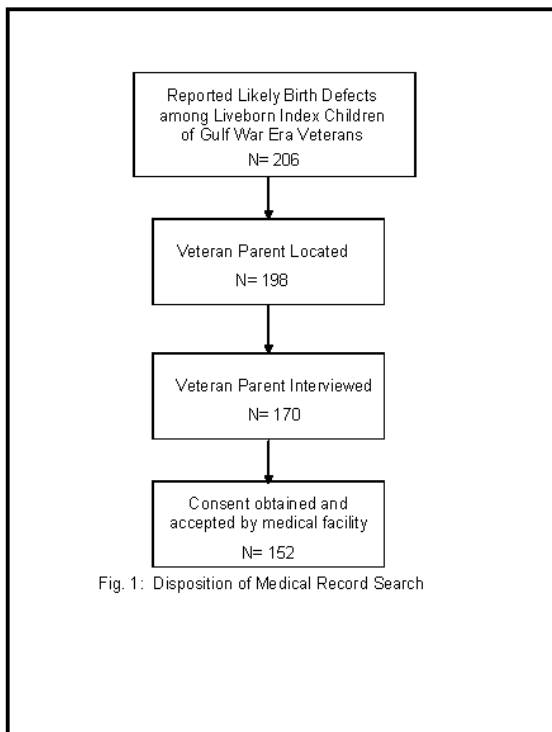 Reported Likely Birth Defects
among Liveborn Index Children
of Gulf War Era Veterans
N= 206
Veteran Parent Located
N= 198
Veteran Parent Interviewed
N= 170
Consent obtained and
accepted by medical facility
N= 152
Fig. 1: Disposition of Medical Record Search